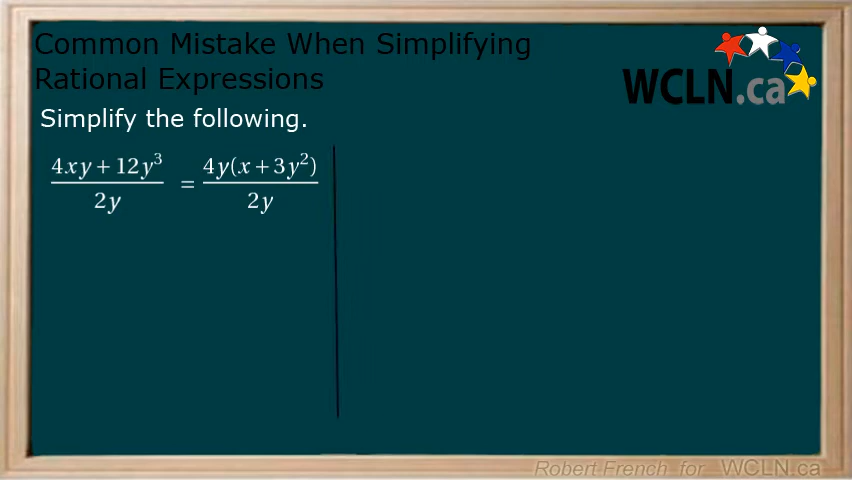 Common Mistake When Simplifying
Rational Expressions
WCLN.ca
Simplify the following.
4xy + 12y³ / 2y = 4y(x + 3y²) / 2y
Robert French for WCLN.ca